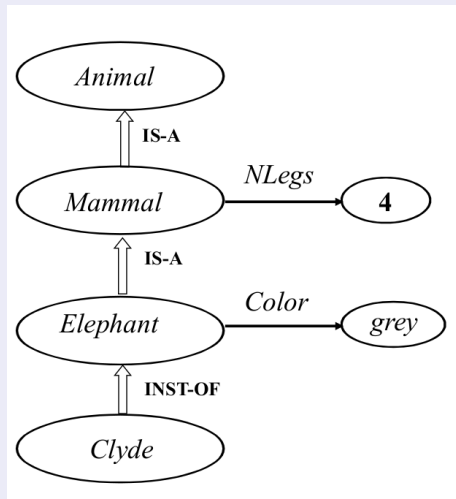 Animal
IS-A
NLegs
Mammal
4
IS-A
Color
Elephant
grey
INST-OF
Clyde